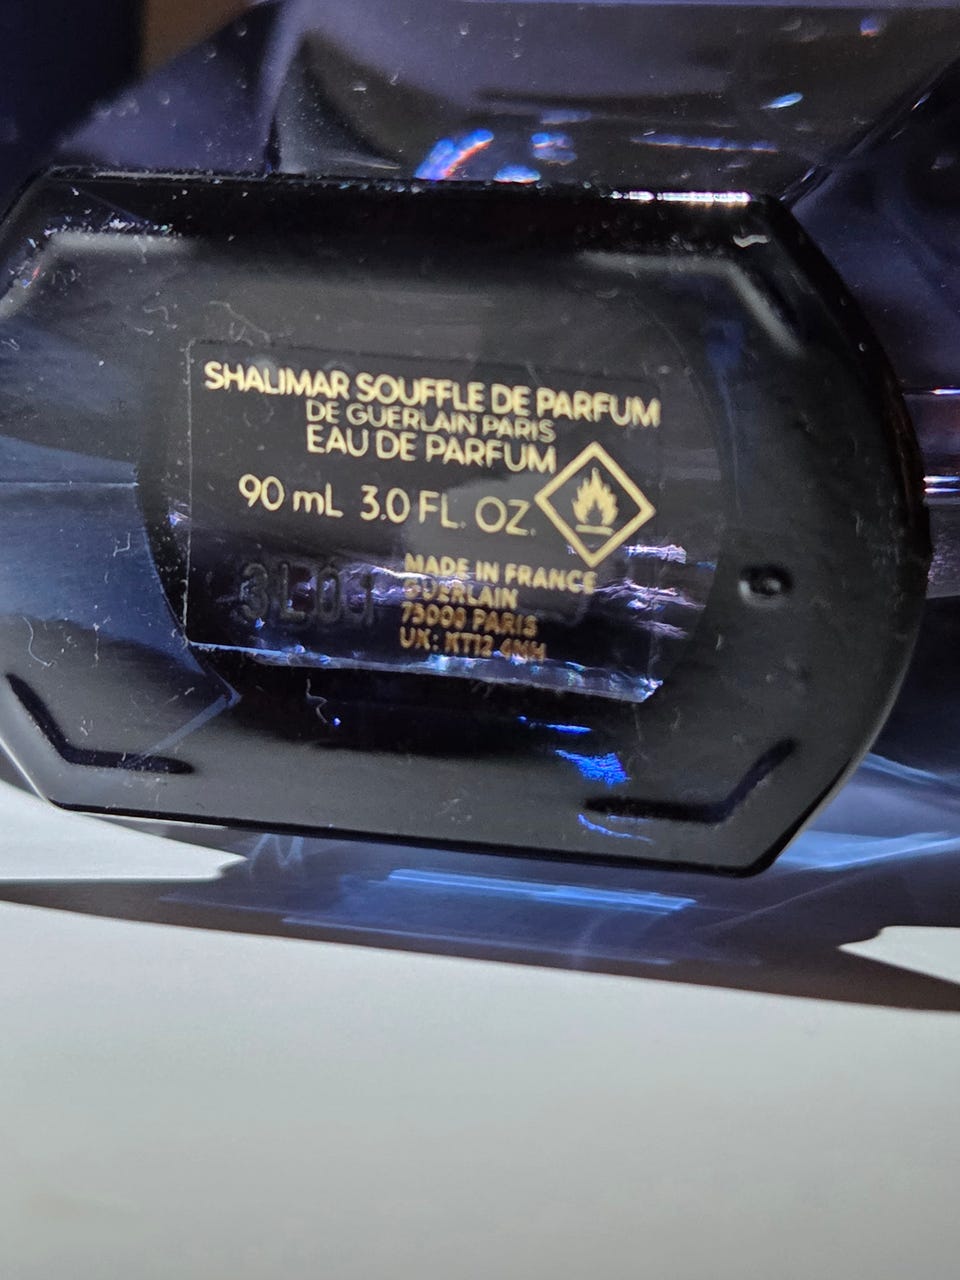 SHALIMAR SOUFFLE DE PARFUM
DE GUERLAIN PARIS
EAU DE PARFUM
90 mL 3.0 FL. OZ.
MADE IN FRANCE
GUERLAIN
75008 PARIS
UK: KT12 4NH